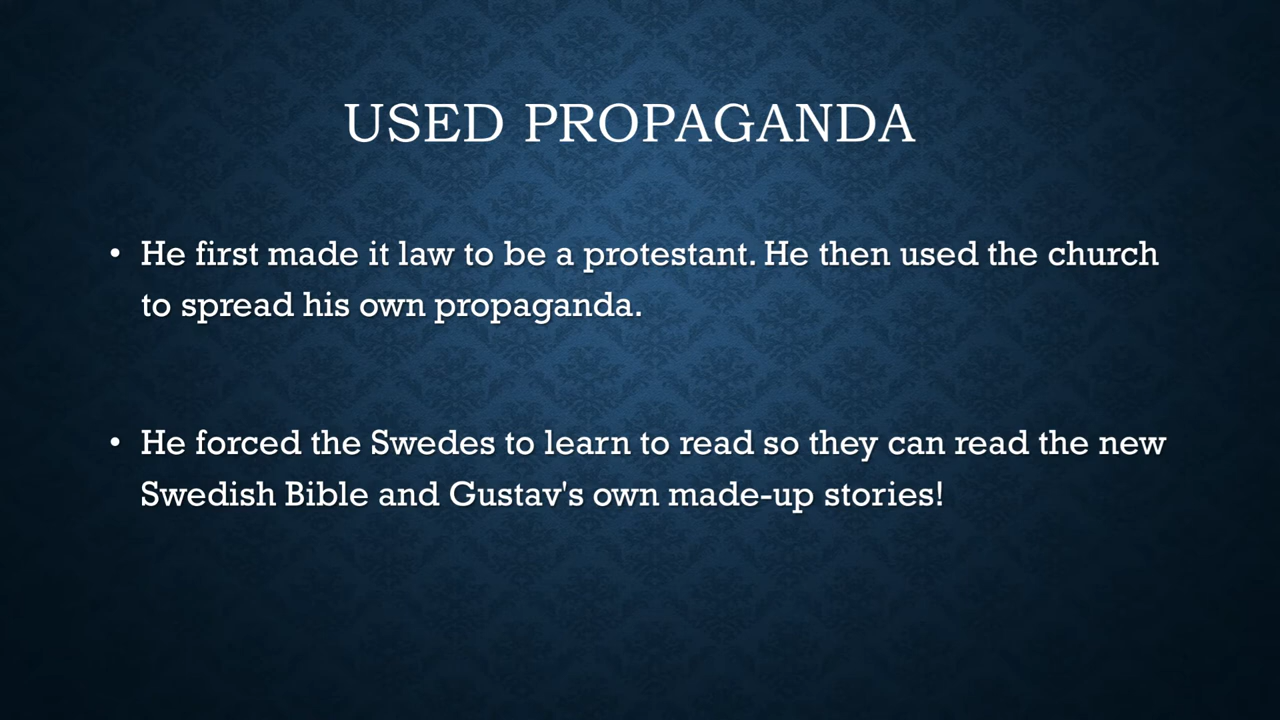 USED PROPAGANDA
• He first made it law to be a protestant. He then used the church
to spread his own propaganda.
• He forced the Swedes to learn to read so they can read the new
Swedish Bible and Gustav's own made-up stories!